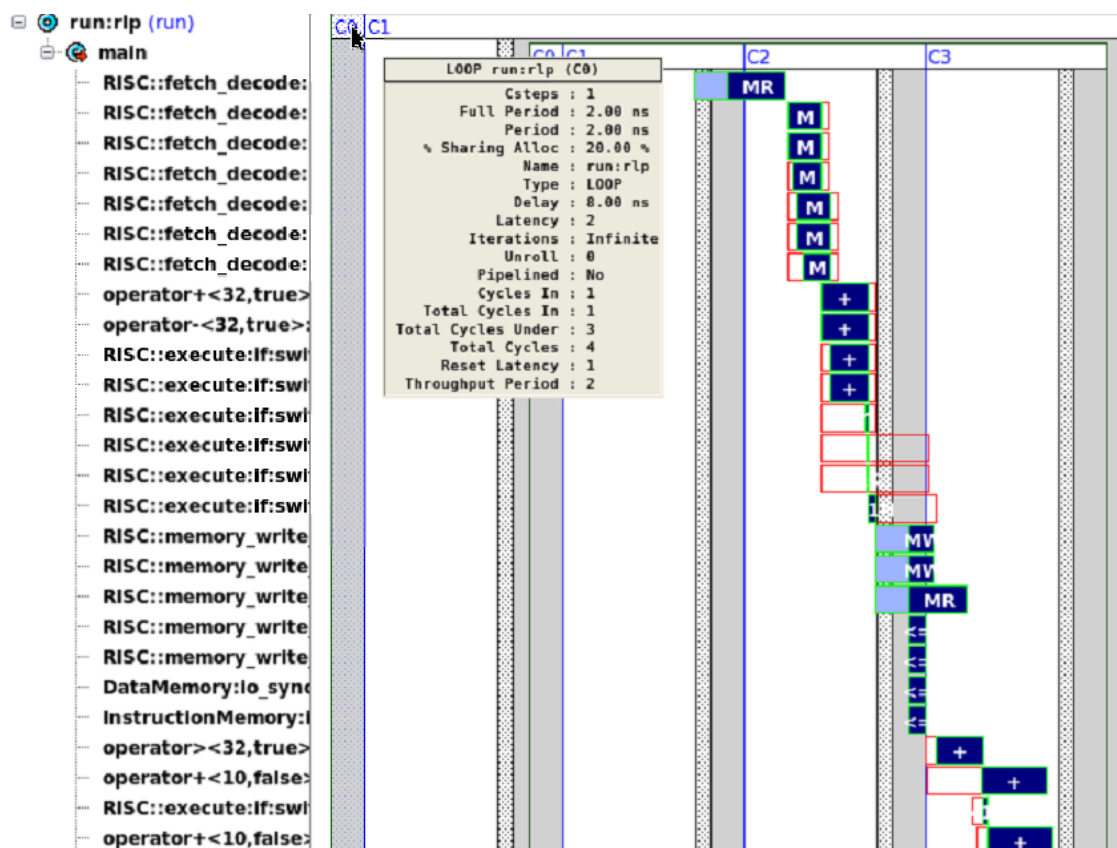 run:rlp (run)
C0 C1
main
C0 C1 C2 C3
LOOP run:rlp (C0)
Csteps : 1
Full Period : 2.00 ns
Period : 2.00 ns
% Sharing Alloc : 20.00 %
Name : run:rlp
Type : LOOP
Delay : 8.00 ns
Latency : 2
Iterations : Infinite
Unroll : 0
Pipelined : No
Cycles In : 1
Total Cycles In : 1
Total Cycles Under : 3
Total Cycles : 4
Reset Latency : 1
Throughput Period : 2
RISC::fetch_decode: MR
RISC::fetch_decode: M
RISC::fetch_decode: M
RISC::fetch_decode: M
RISC::fetch_decode: M
RISC::fetch_decode: M
RISC::fetch_decode: M
operator+<32,true> +
operator-<32,true>: +
RISC::execute:if:swi +
RISC::execute:if:swi +
RISC::execute:if:swi
RISC::execute:if:swi
RISC::execute:if:swi
RISC::execute:if:swi
RISC::memory_write MW
RISC::memory_write MW
RISC::memory_write MR
RISC::memory_write <=
RISC::memory_write <=
DataMemory:io_sync <=
InstructionMemory: <=
operator><32,true> +
operator+<10,false> +
RISC::execute:if:swi
operator+<10,false> +